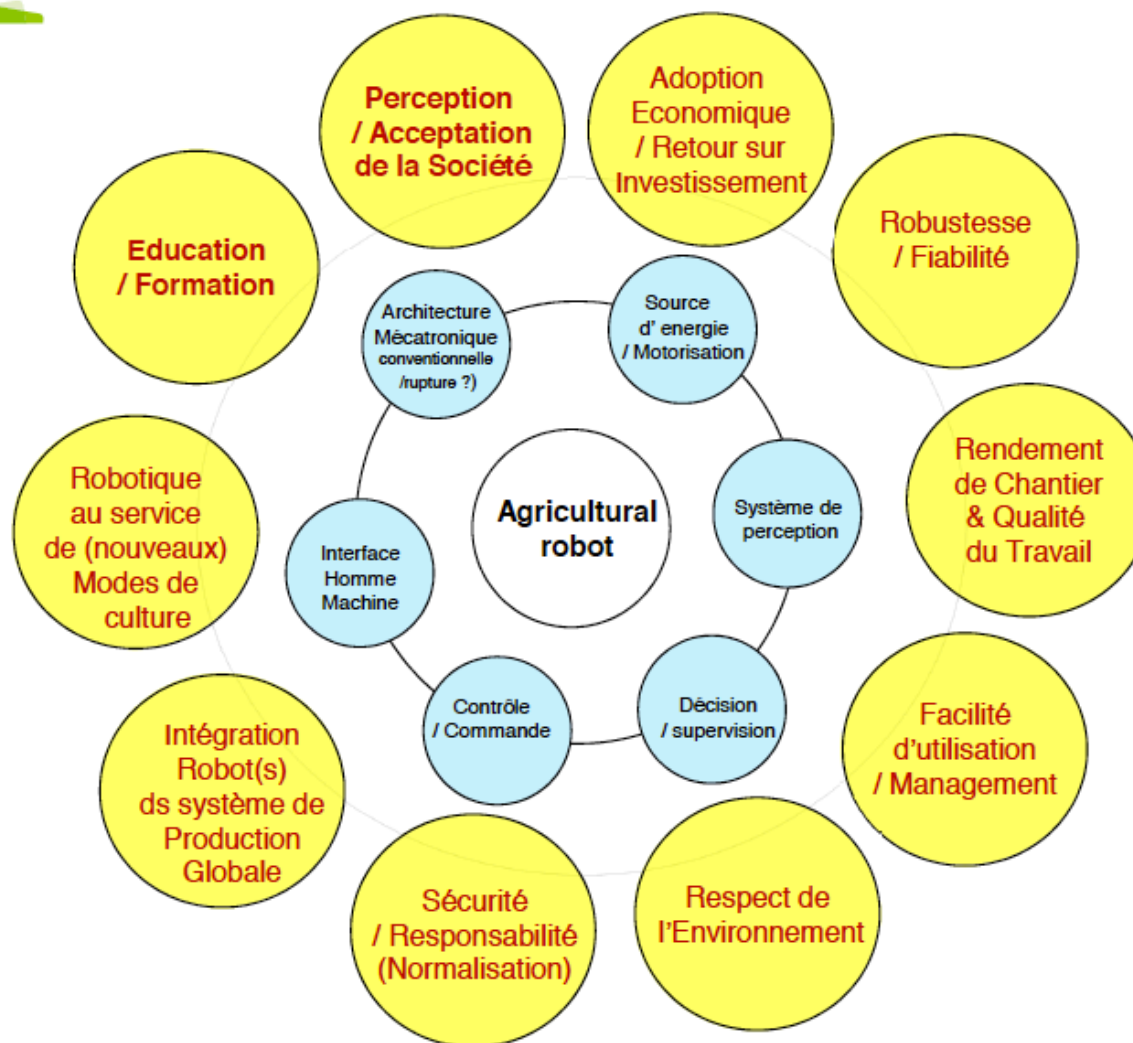 Perception
/ Acceptation
de la Société
Adoption
Economique
/ Retour sur
Investissement
Robustesse
/ Fiabilité
Rendement
de Chantier
& Qualité
du Travail
Facilité
d'utilisation
/ Management
Respect de
l'Environnement
Sécurité
/ Responsabilité
(Normalisation)
Intégration
Robot(s)
ds système de
Production
Globale
Robotique
au service
de (nouveaux)
Modes de
culture
Education
/ Formation
Architecture
Mécatronique
conventionnelle
/rupture ?)
Source
d' energie
/ Motorisation
Système de
perception
Décision
/ supervision
Contrôle
/ Commande
Interface
Homme
Machine
Agricultural
robot